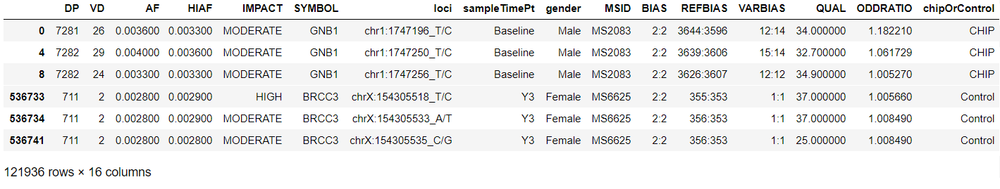 DP VD AF HIAF IMPACT SYMBOL loci sampleTimePt gender MSID BIAS REFBIAS VARBIAS QUAL ODDRATIO chipOrControl
0 7281 26 0.003600 0.003300 MODERATE GNB1 chr1:1747196_T/C Baseline Male MS2083 2:2 3644:3596 12:14 34.000000 1.182210 CHIP
4 7282 29 0.004000 0.003600 MODERATE GNB1 chr1:1747250_T/C Baseline Male MS2083 2:2 3639:3606 15:14 32.700000 1.061729 CHIP
8 7282 24 0.003300 0.003300 MODERATE GNB1 chr1:1747256_T/C Baseline Male MS2083 2:2 3626:3607 12:12 34.900000 1.005270 CHIP
536733 711 2 0.002800 0.002900 HIGH BRCC3 chrX:154305518_T/C Y3 Female MS6625 2:2 355:353 1:1 37.000000 1.005660 Control
536734 711 2 0.002800 0.002800 MODERATE BRCC3 chrX:154305533_A/T Y3 Female MS6625 2:2 356:353 1:1 37.000000 1.008490 Control
536741 711 2 0.002800 0.002800 MODERATE BRCC3 chrX:154305535_C/G Y3 Female MS6625 2:2 356:353 1:1 25.000000 1.008490 Control
121936 rows × 16 columns